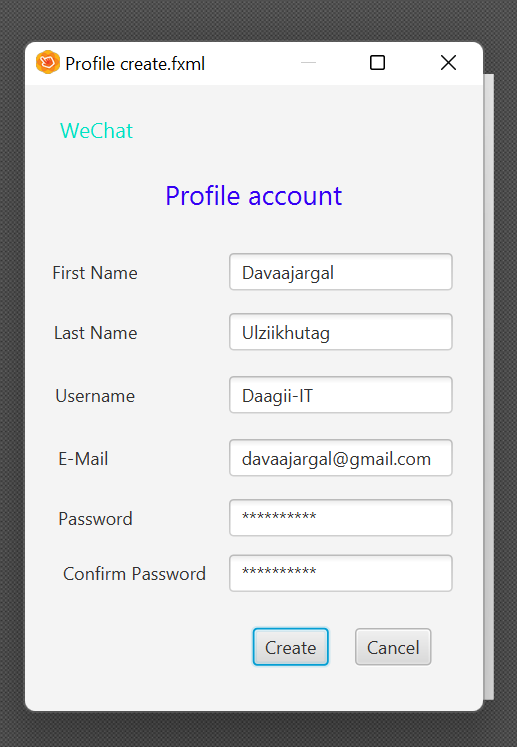 Profile create.fxml
WeChat
Profile account
First Name Davaajargal
Last Name Ulziikhutag
Username Daagii-IT
E-Mail davaajargal@gmail.com
Password **********
Confirm Password **********
Create Cancel